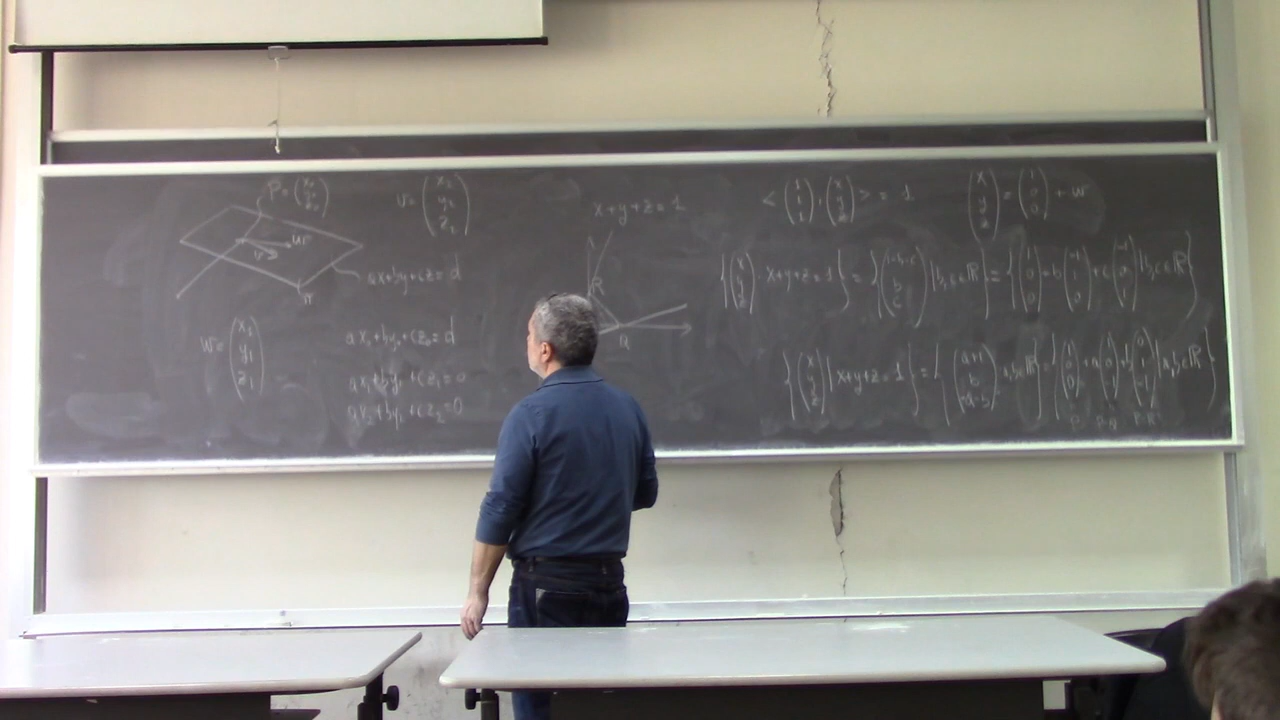 P = (x₀ y₀ z₀)
v = (x₂ y₂ z₂)
w
v
ax+by+cz = d
π
w = (x₁ y₁ z₁)
ax₀+by₀+cz₀ = d
ax₁+by₁+cz₁ = 0
ax₂+by₂+cz₂ = 0
x+y+z = 1
R
Q
< (1 1 1), (x y z) > = 1
(x y z) = (1 0 0) + w
{ (x y z) : x+y+z=1 } = { (1-b-c b c) | b,c∈ℝ } = { (1 0 0) + b (-1 1 0) + c (-1 0 1) | b,c∈ℝ }
{ (x y z) | x+y+z=1 } = { (a+1 b -a-b) a,b∈ℝ } = { (1 0 0) + a (1 0 -1) + b (0 1 -1) | a,b∈ℝ }
P